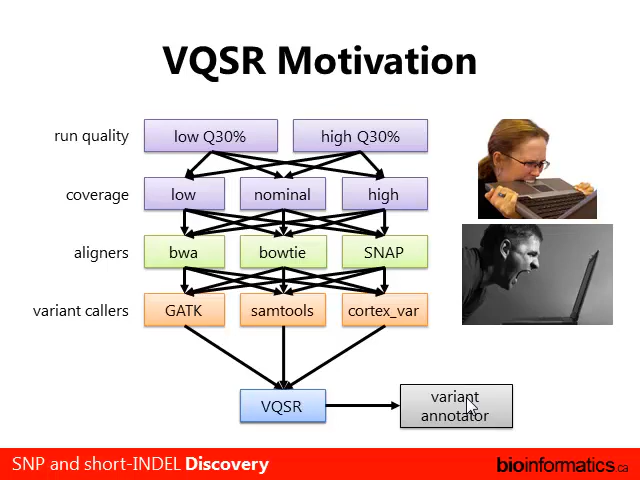 VQSR Motivation
run quality
low Q30%
high Q30%
coverage
low
nominal
high
aligners
bwa
bowtie
SNAP
variant callers
GATK
samtools
cortex_var
VQSR
variant
annotator
SNP and short-INDEL Discovery
bioinformatics.ca